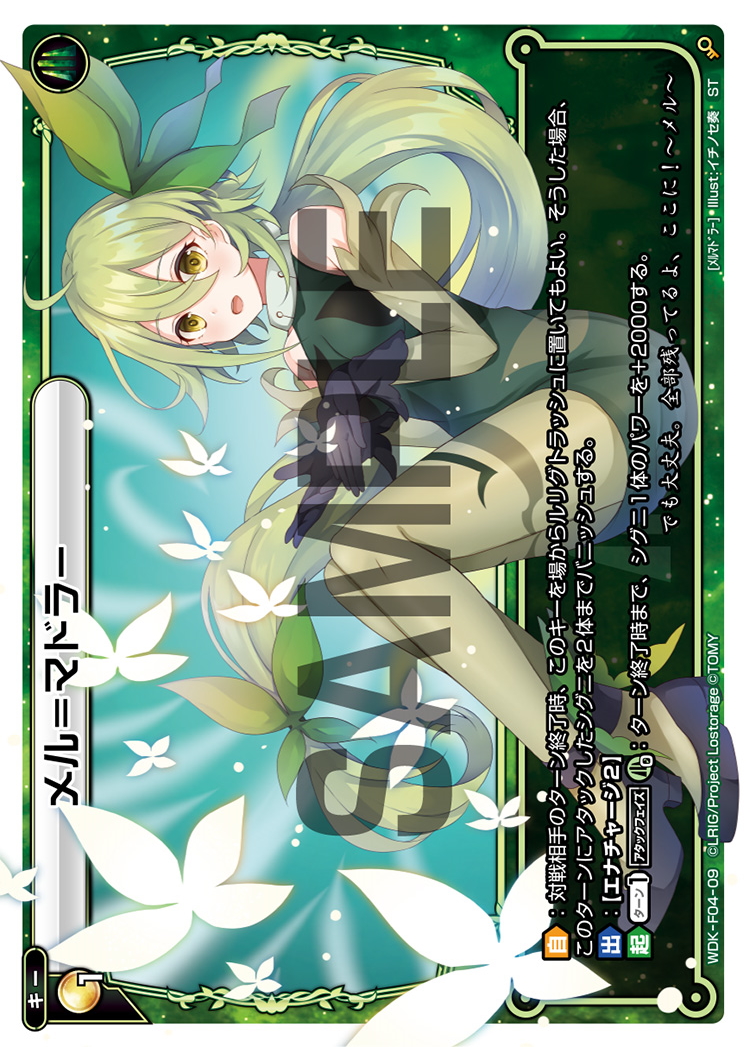 キー
1
メル＝マドラー
SAMPLE
自：対戦相手のターン終了時、このキーを場からルリグトラッシュに置いてもよい。そうした場合、
このターンにアタックしたシグニを2体までバニッシュする。
出：[エナチャージ2]
起 ターン1 アタックフェイズ 0：ターン終了時まで、シグニ1体のパワーを+2000する。
でも大丈夫。全部残ってるよ、ここに！～メル～
WDK-F04-09 ©LRIG/Project Lostorage ©TOMY [メルマドラー] Illust:イチノセ奏 ST